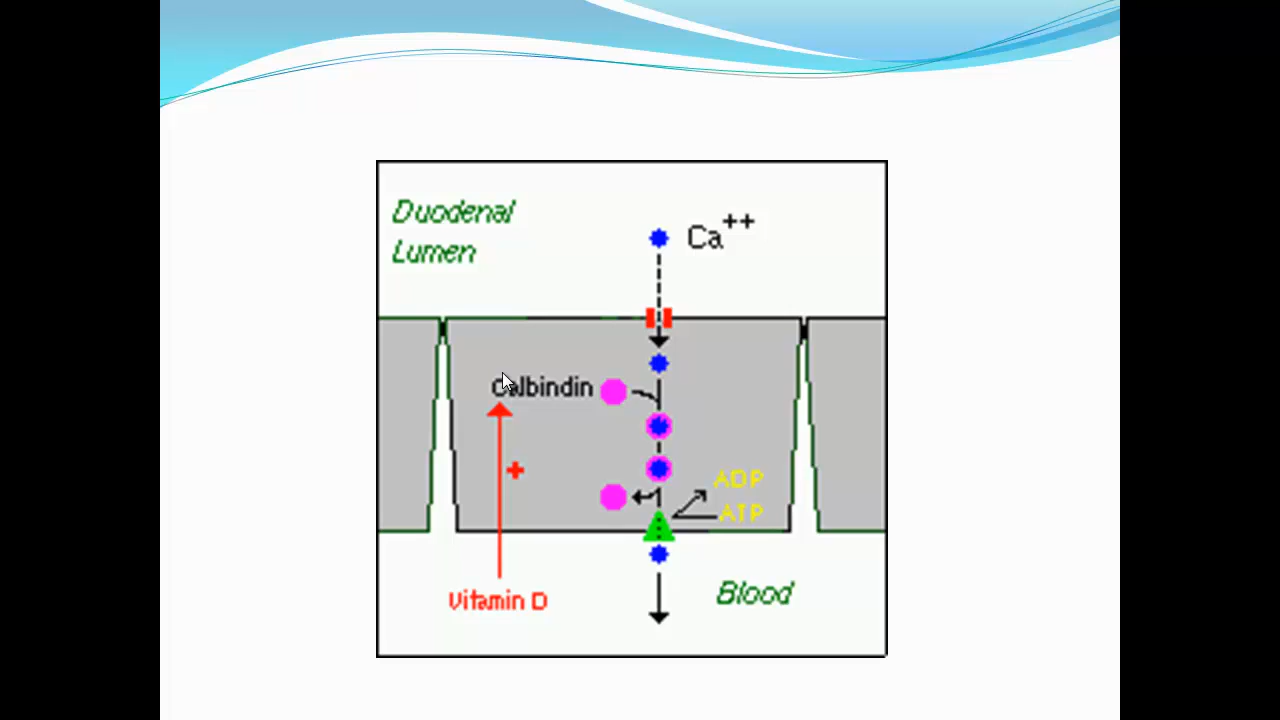 Duodenal
Lumen
Ca++
Calbindin
+
ADP
ATP
Blood
Vitamin D